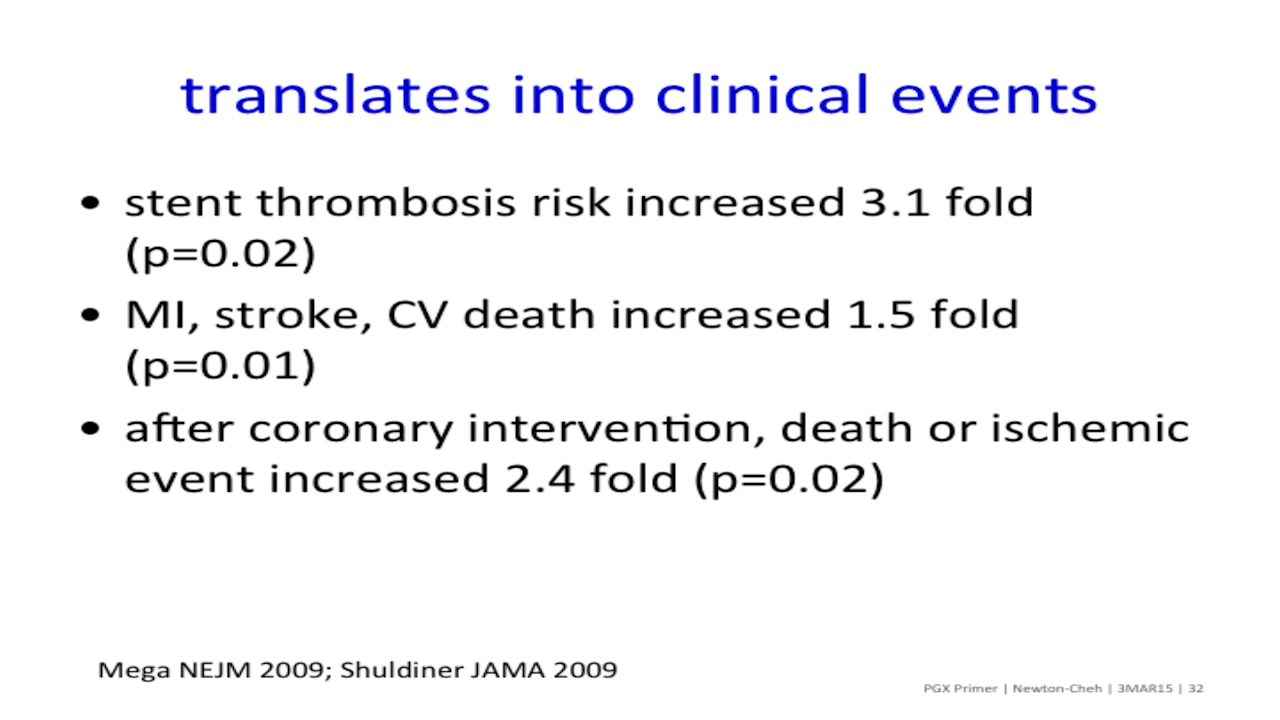 translates into clinical events
• stent thrombosis risk increased 3.1 fold
(p=0.02)
• MI, stroke, CV death increased 1.5 fold
(p=0.01)
• after coronary intervention, death or ischemic
event increased 2.4 fold (p=0.02)
Mega NEJM 2009; Shuldiner JAMA 2009
PGX Primer | Newton-Cheh | 3MAR15 | 32